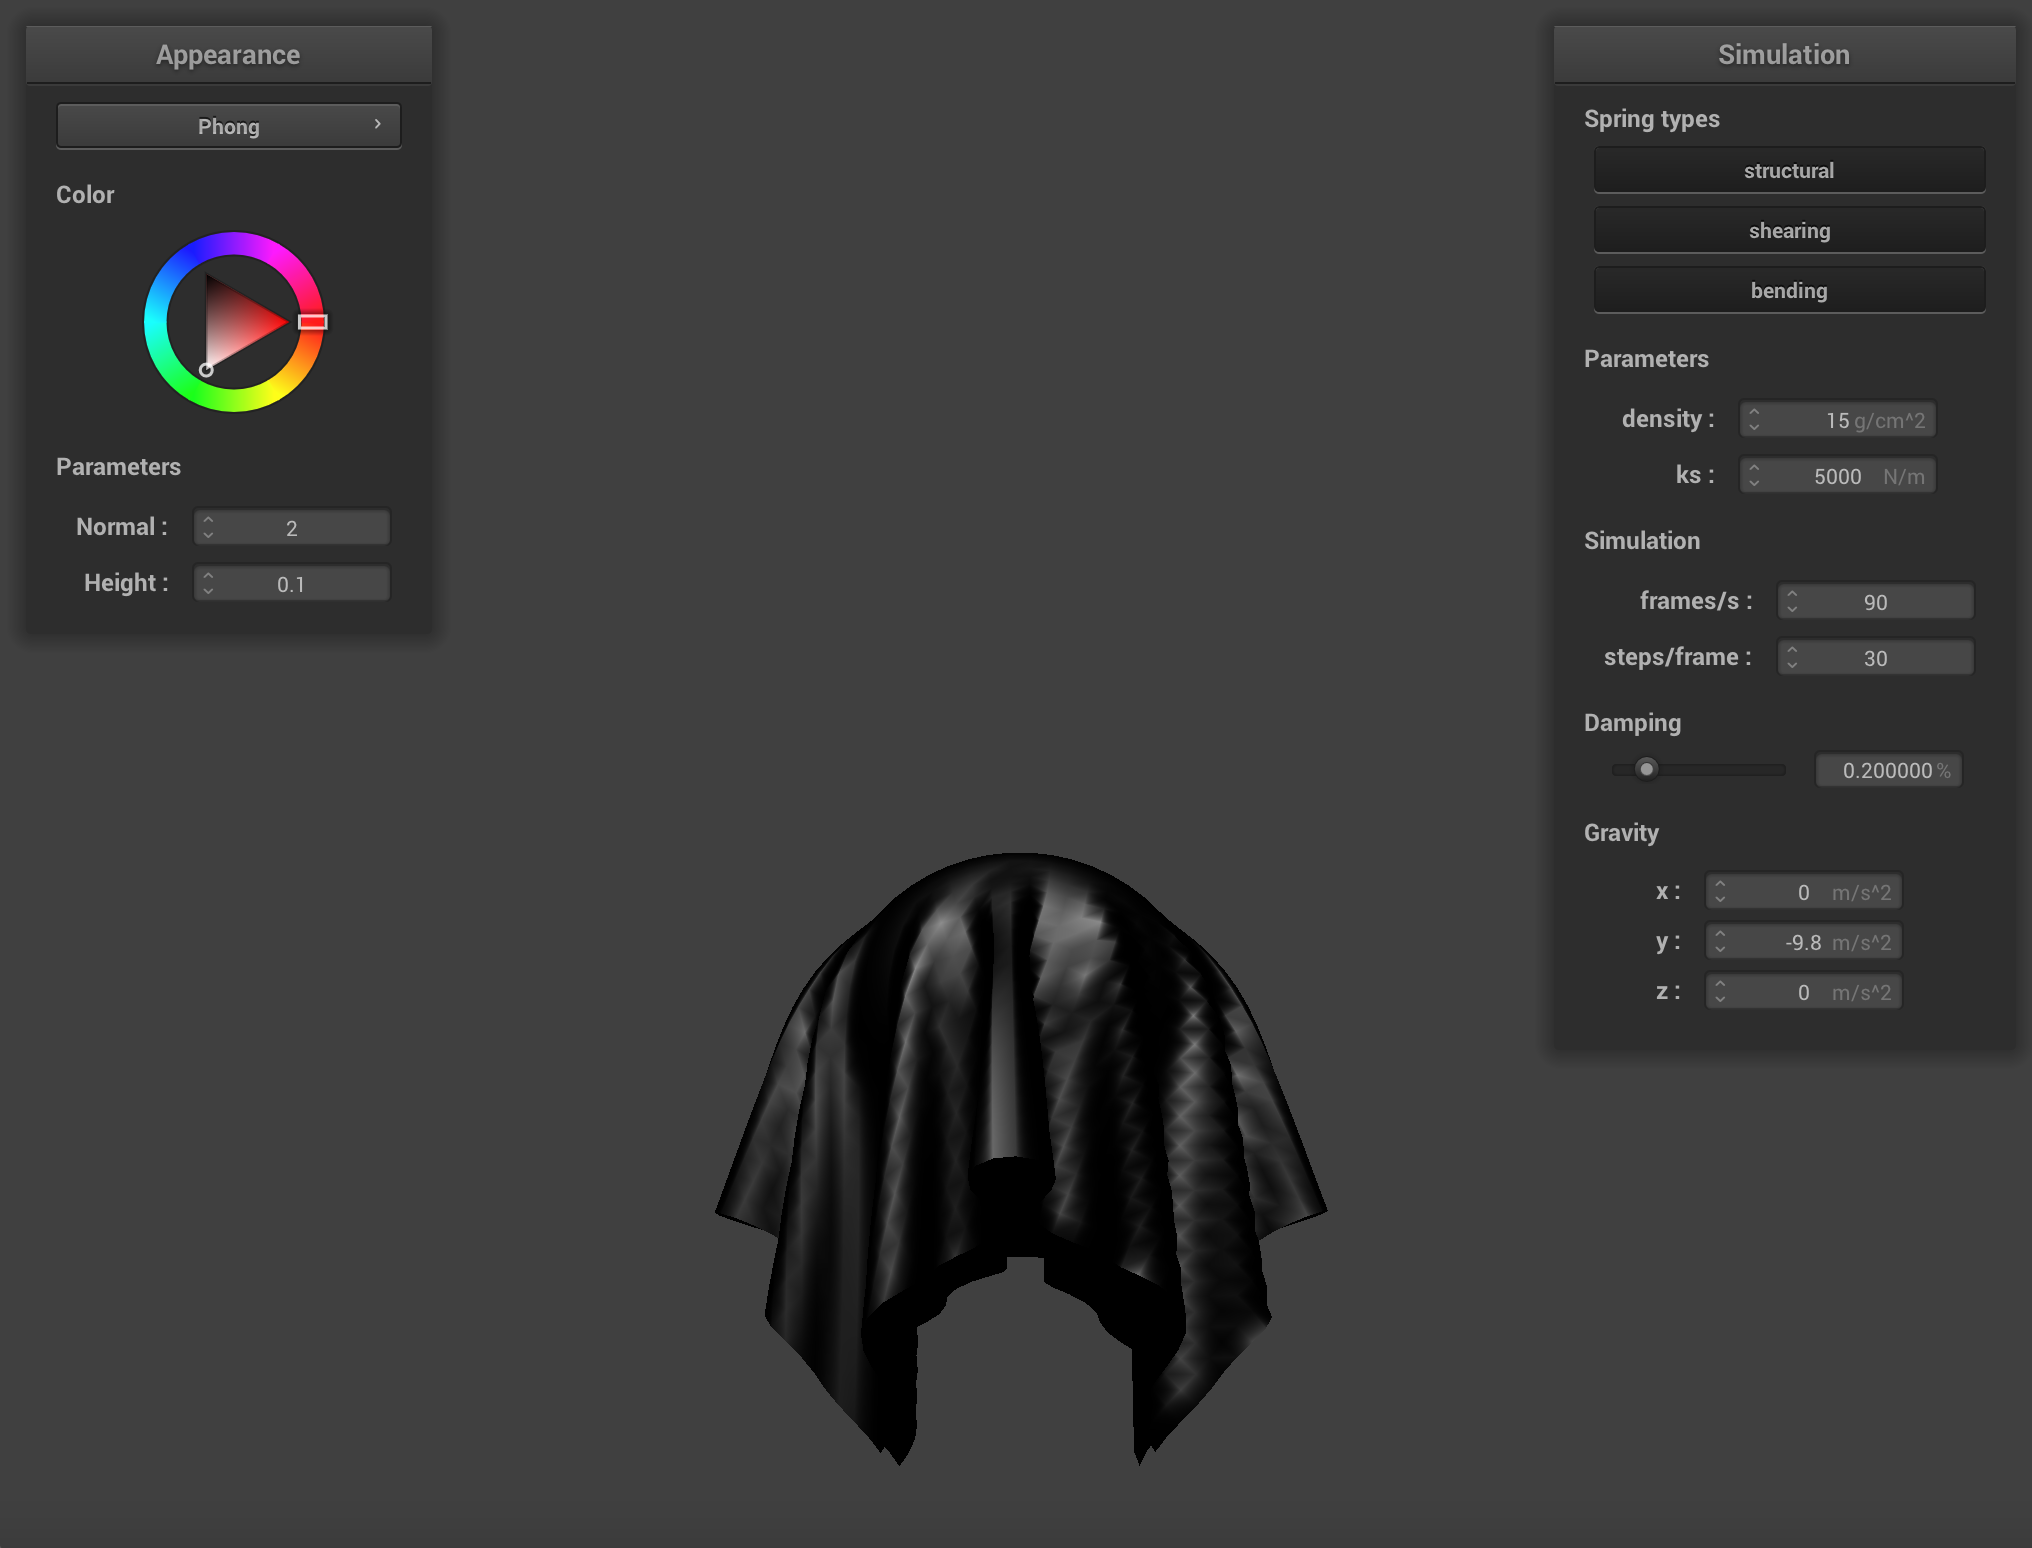 Appearance
Phong
Color
Parameters
Normal : 2
Height : 0.1
Simulation
Spring types
structural
shearing
bending
Parameters
density : 15 g/cm^2
ks : 5000 N/m
Simulation
frames/s : 90
steps/frame : 30
Damping
0.200000 %
Gravity
x : 0 m/s^2
y : -9.8 m/s^2
z : 0 m/s^2